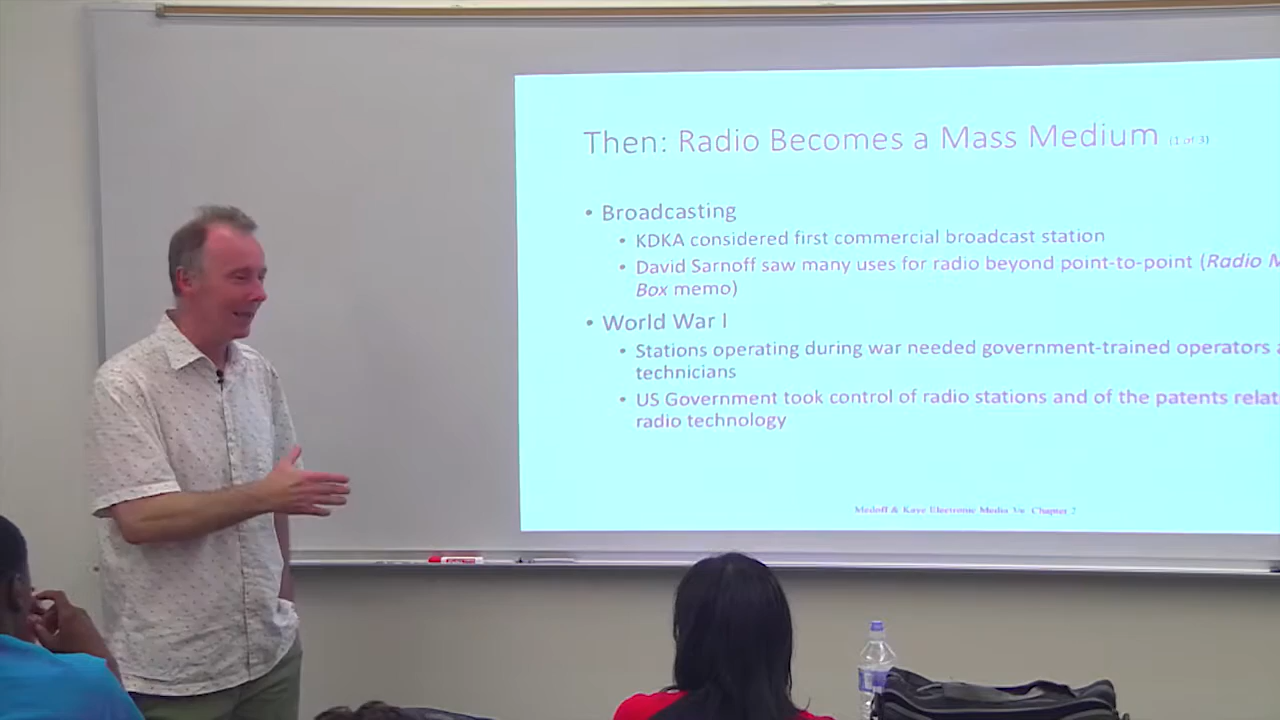 Then: Radio Becomes a Mass Medium (1 of 3)
• Broadcasting
• KDKA considered first commercial broadcast station
• David Sarnoff saw many uses for radio beyond point-to-point (Radio M
Box memo)
• World War I
• Stations operating during war needed government-trained operators a
technicians
• US Government took control of radio stations and of the patents relat
radio technology
Medoff & Kaye Electronic Media 3/e Chapter 2